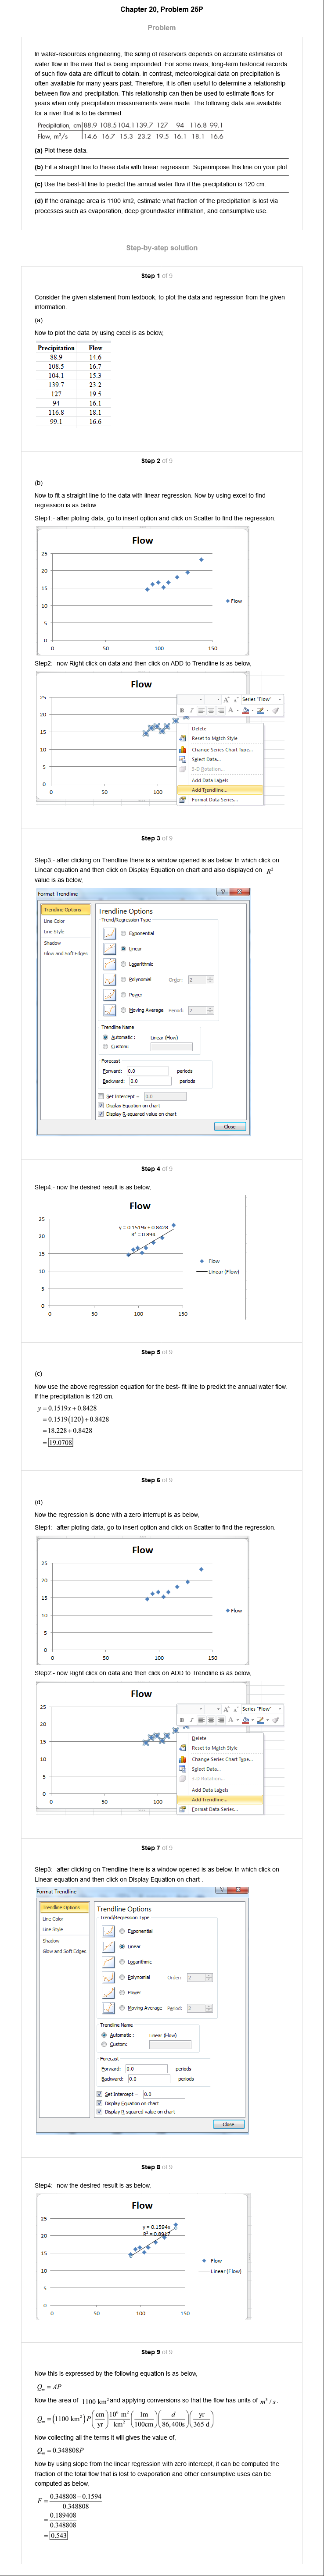 Chapter 20, Problem 25P
Problem
In water-resources engineering, the sizing of reservoirs depends on accurate estimates of
water flow in the river that is being impounded. For some rivers, long-term historical records
of such flow data are difficult to obtain. In contrast, meteorological data on precipitation is
often available for many years past. Therefore, it is often useful to determine a relationship
between flow and precipitation. This relationship can then be used to estimate flows for
years when only precipitation measurements were made. The following data are available
for a river that is to be dammed:
Precipitation, cm 88.9 108.5 104.1 139.7 127 94 116.8 99.1
Flow, m³/s 14.6 16.7 15.3 23.2 19.5 16.1 18.1 16.6
(a) Plot these data.
(b) Fit a straight line to these data with linear regression. Superimpose this line on your plot.
(c) Use the best-fit line to predict the annual water flow if the precipitation is 120 cm.
(d) If the drainage area is 1100 km2, estimate what fraction of the precipitation is lost via
processes such as evaporation, deep groundwater infiltration, and consumptive use.
Step-by-step solution
Step 1 of 9
Consider the given statement from textbook, to plot the data and regression from the given
information.
(a)
Now to plot the data by using excel is as below,
Precipitation Flow
88.9 14.6
108.5 16.7
104.1 15.3
139.7 23.2
127 19.5
94 16.1
116.8 18.1
99.1 16.6
Step 2 of 9
(b)
Now to fit a straight line to the data with linear regression. Now by using excel to find
regression is as below.
Step1:- after ploting data, go to insert option and click on Scatter to find the regression.
Flow
25
20
15
10
5
0
0 50 100 150
Flow
Step2:- now Right click on data and then click on ADD to Trendline is as below,
Flow
25
20
15
10
5
0
0 50 100
Series "Flow"
Delete
Reset to Match Style
Change Series Chart Type...
Select Data...
3-D Rotation...
Add Data Labels
Add Trendline...
Format Data Series...
Step 3 of 9
Step3:- after clicking on Trendline there is a window opened is as below. In which click on
Linear equation and then click on Display Equation on chart and also displayed on R²
value is as below,
Format Trendline
Trendline Options
Line Color
Line Style
Shadow
Glow and Soft Edges
Trendline Options
Trend/Regression Type
Exponential
Linear
Logarithmic
Polynomial Order: 2
Power
Moving Average Period: 2
Trendline Name
Automatic : Linear (Flow)
Custom:
Forecast
Forward: 0.0 periods
Backward: 0.0 periods
Set Intercept = 0.0
Display Equation on chart
Display R-squared value on chart
Close
Step 4 of 9
Step4:- now the desired result is as below,
Flow
y = 0.1519x + 0.8428
R² = 0.894
25
20
15
10
5
0
0 50 100 150
Flow
Linear (Flow)
Step 5 of 9
(c)
Now use the above regression equation for the best- fit line to predict the annual water flow.
If the precipitation is 120 cm.
y = 0.1519x + 0.8428
= 0.1519(120) + 0.8428
= 18.228 + 0.8428
= 19.0708
Step 6 of 9
(d)
Now the regression is done with a zero interrupt is as below,
Step1:- after ploting data, go to insert option and click on Scatter to find the regression.
Flow
25
20
15
10
5
0
0 50 100 150
Flow
Step2:- now Right click on data and then click on ADD to Trendline is as below,
Flow
25
20
15
10
5
0
0 50 100
Series "Flow"
Delete
Reset to Match Style
Change Series Chart Type...
Select Data...
3-D Rotation...
Add Data Labels
Add Trendline...
Format Data Series...
Step 7 of 9
Step3:- after clicking on Trendline there is a window opened is as below. In which click on
Linear equation and then click on Display Equation on chart .
Format Trendline
Trendline Options
Line Color
Line Style
Shadow
Glow and Soft Edges
Trendline Options
Trend/Regression Type
Exponential
Linear
Logarithmic
Polynomial Order: 2
Power
Moving Average Period: 2
Trendline Name
Automatic : Linear (Flow)
Custom:
Forecast
Forward: 0.0 periods
Backward: 0.0 periods
Set Intercept = 0.0
Display Equation on chart
Display R-squared value on chart
Close
Step 8 of 9
Step4:- now the desired result is as below,
Flow
y = 0.1594x
R² = 0.8917
25
20
15
10
5
0
0 50 100 150
Flow
Linear (Flow)
Step 9 of 9
Now this is expressed by the following equation is as below,
Qₘ = AP
Now the area of 1100 km² and applying conversions so that the flow has units of m³ / s .
Qₘ = (1100 km²) P (cm/yr) (10⁶ m²/km²) (1m/100cm) (d/86,400s) (yr/365 d)
Now collecting all the terms it will gives the value of,
Qₘ = 0.348808P
Now by using slope from the linear regression with zero intercept, it can be computed the
fraction of the total flow that is lost to evaporation and other consumptive uses can be
computed as below,
F = (0.348808 − 0.1594)/0.348808
= 0.189408/0.348808
= 0.543